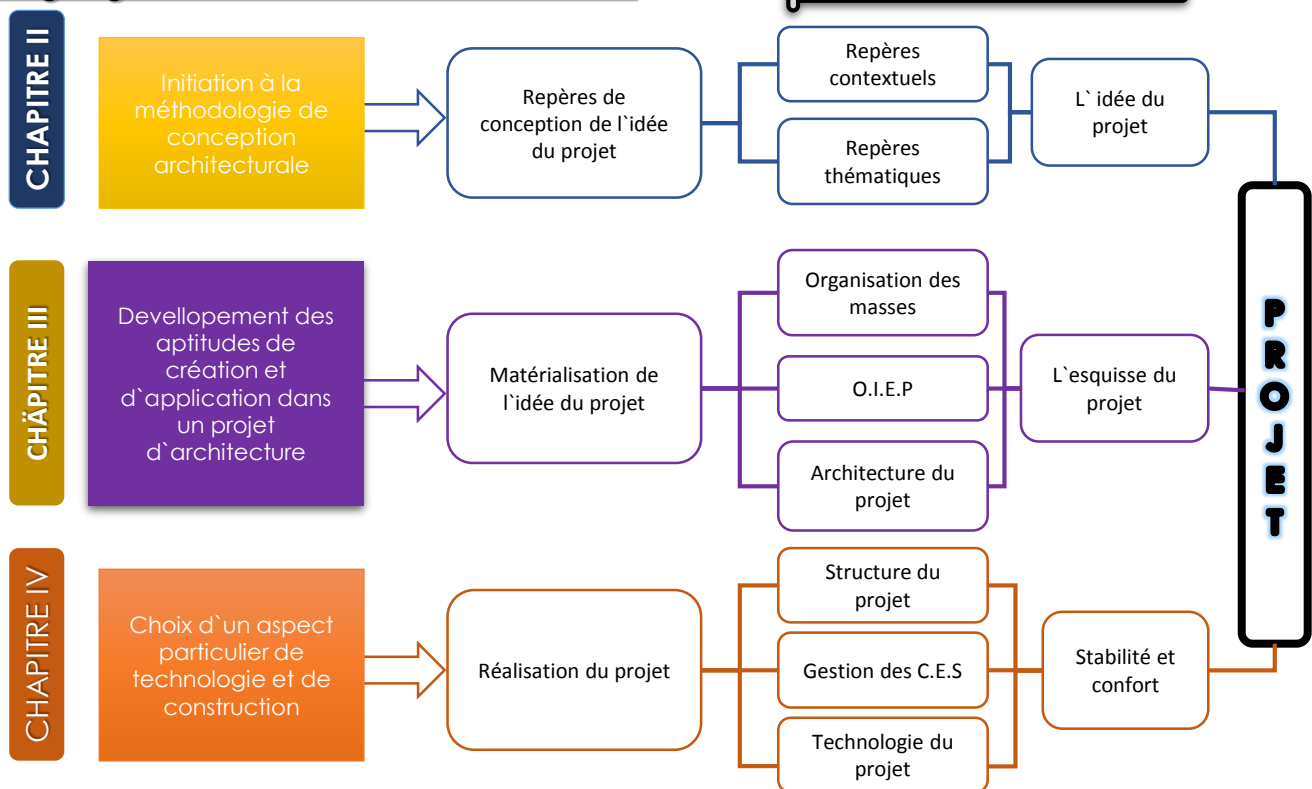 CHAPITRE II
Initiation à la
méthodologie de
conception
architecturale
Repères de
conception de l`idée
du projet
Repères
contextuels
Repères
thématiques
L` idée du
projet
CHÄPITRE III
Devellopement des
aptitudes de
création et
d`application dans
un projet
d`architecture
Matérialisation de
l`idée du projet
Organisation des
masses
O.I.E.P
Architecture du
projet
L`esquisse du
projet
CHAPITRE IV
Choix d`un aspect
particulier de
technologie et de
construction
Réalisation du projet
Structure du
projet
Gestion des C.E.S
Technologie du
projet
Stabilité et
confort
PROJET